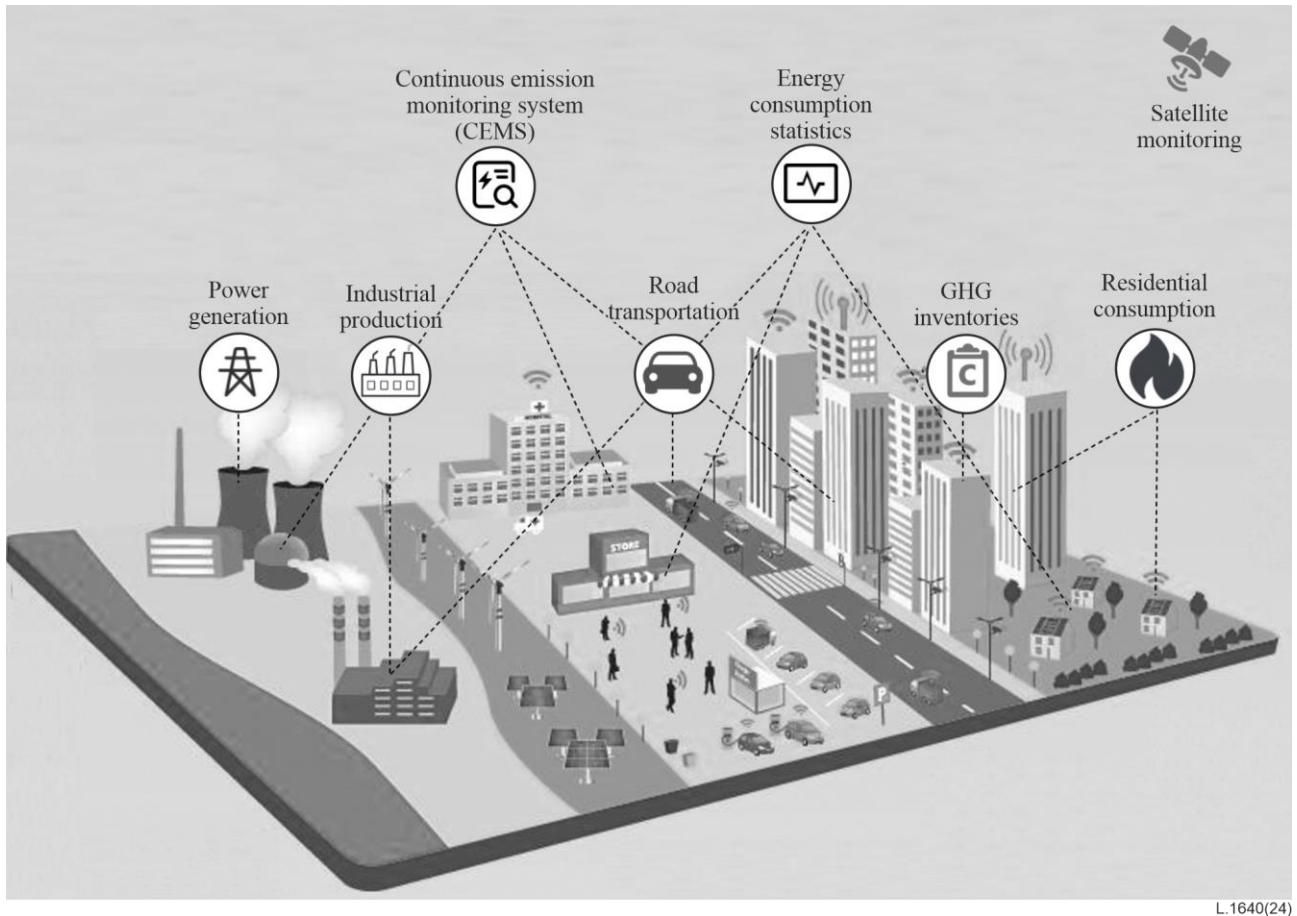 Continuous emission
monitoring system
(CEMS)
Energy
consumption
statistics
Satellite
monitoring
Power
generation
Industrial
production
Road
transportation
GHG
inventories
Residential
consumption
C
HOSPITAL
STORE
P
L.1640(24)